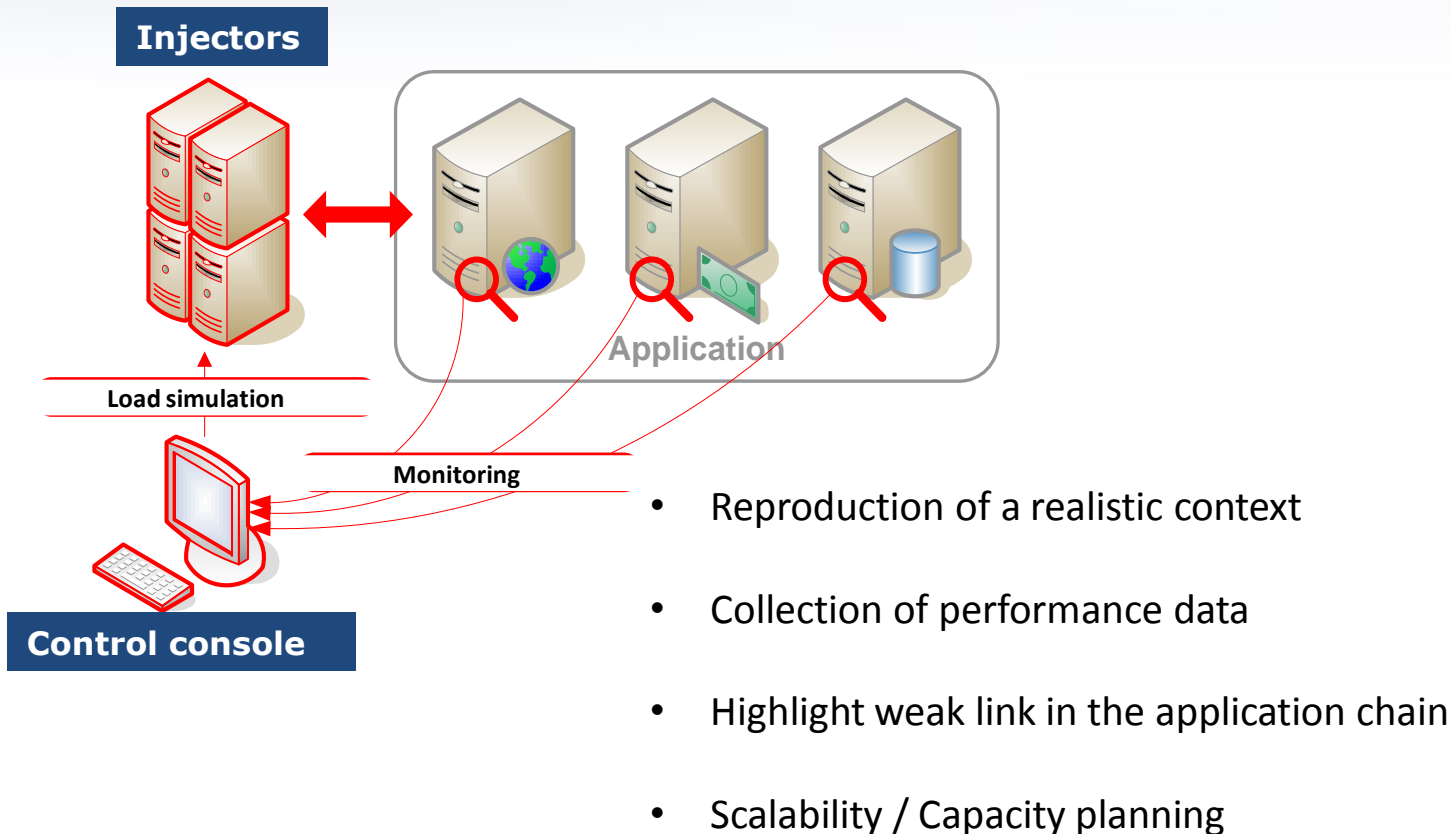 Injectors
Application
Load simulation
Monitoring
Control console
• Reproduction of a realistic context
• Collection of performance data
• Highlight weak link in the application chain
• Scalability / Capacity planning